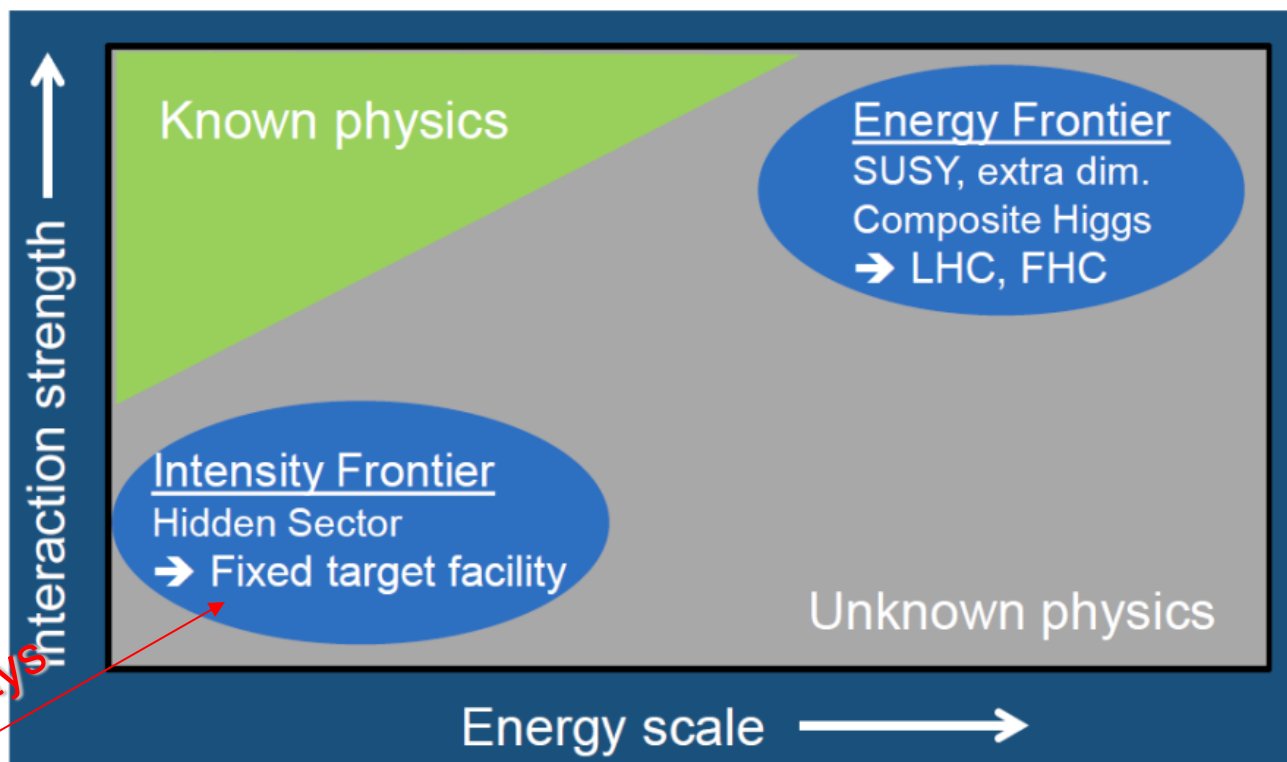 Known physics
Energy Frontier
SUSY, extra dim.
Composite Higgs
➔ LHC, FHC
Intensity Frontier
Hidden Sector
➔ Fixed target facility
Unknown physics
Interaction strength
Energy scale